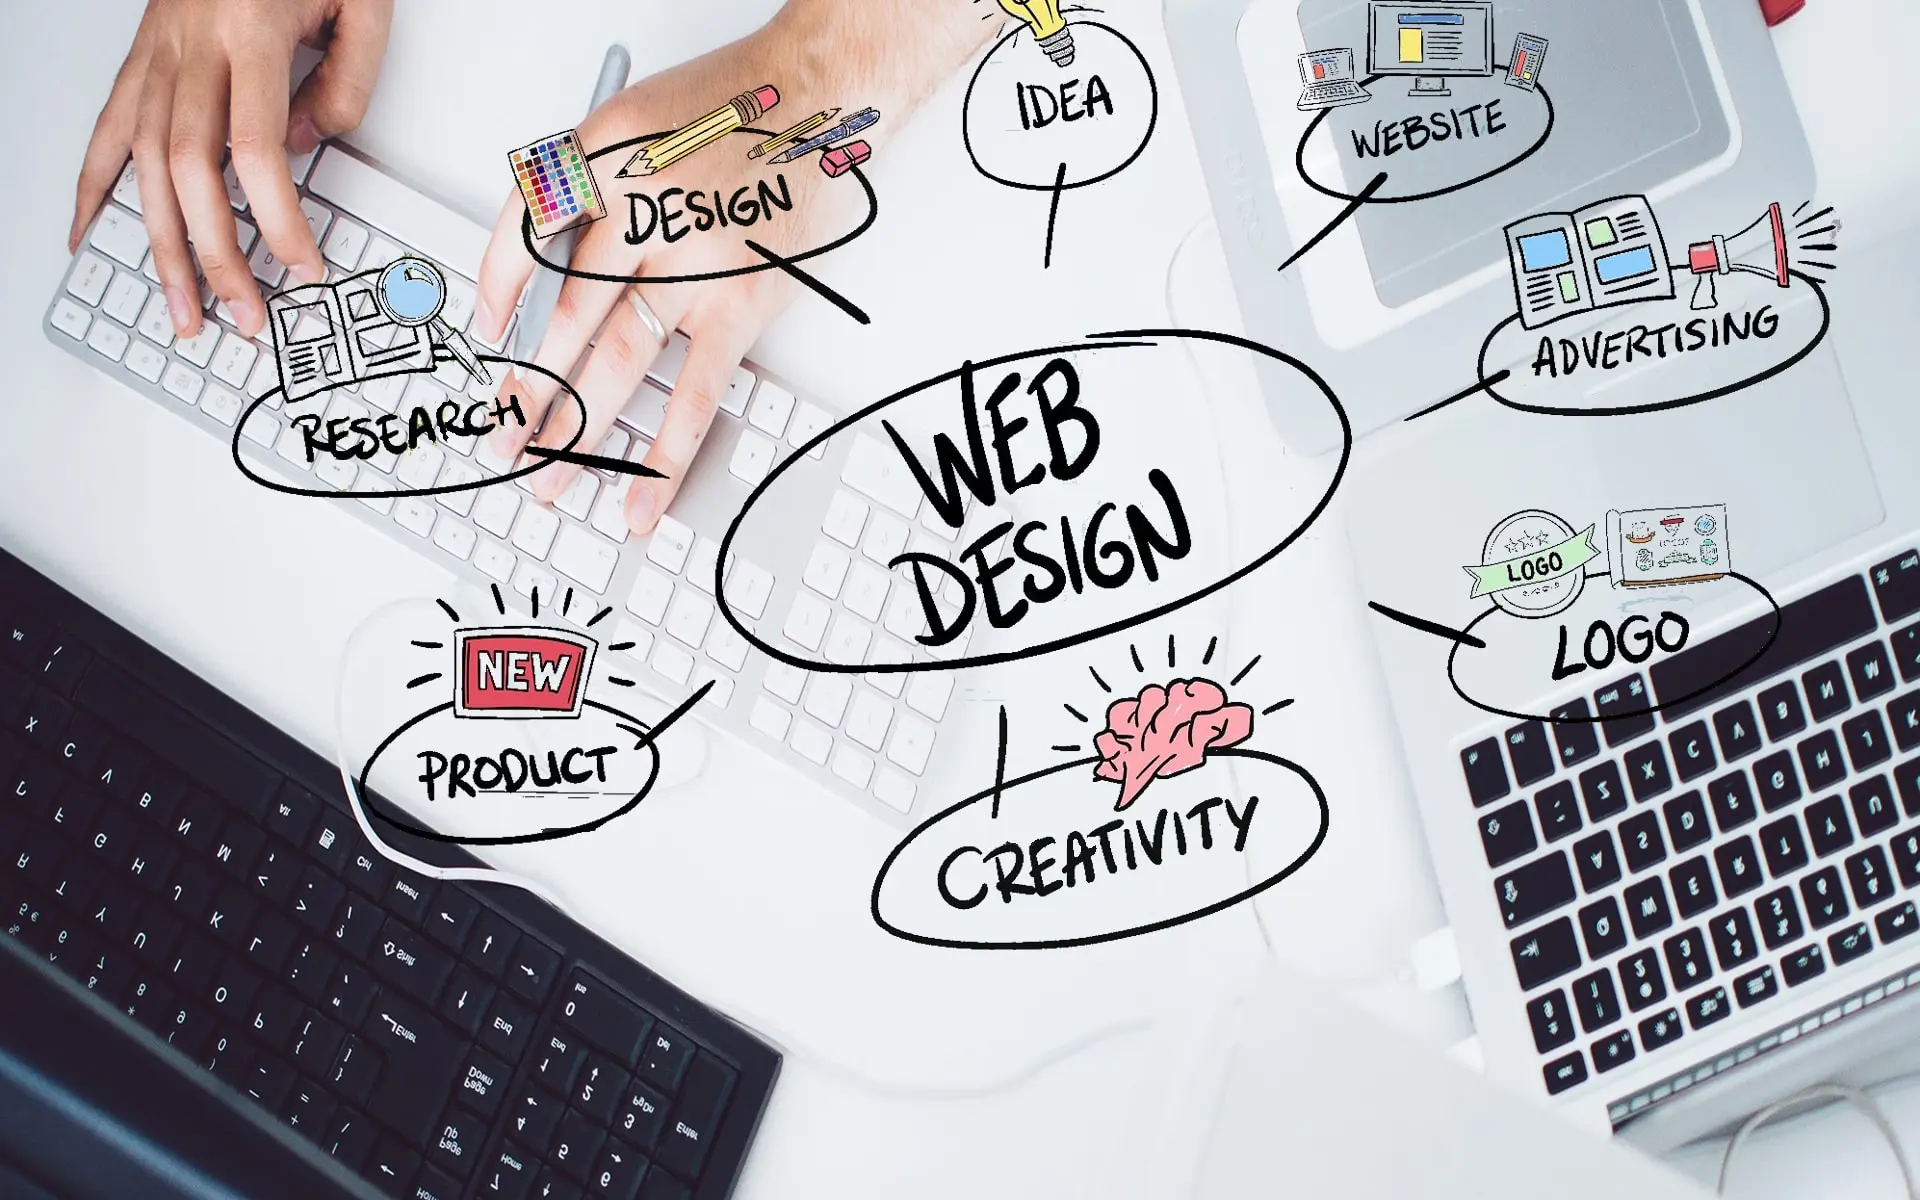 IDEA
WEBSITE
DESIGN
ADVERTISING
RESEARCH
WEB
DESIGN
LOGO
LOGO
NEW
PRODUCT
CREATIVITY